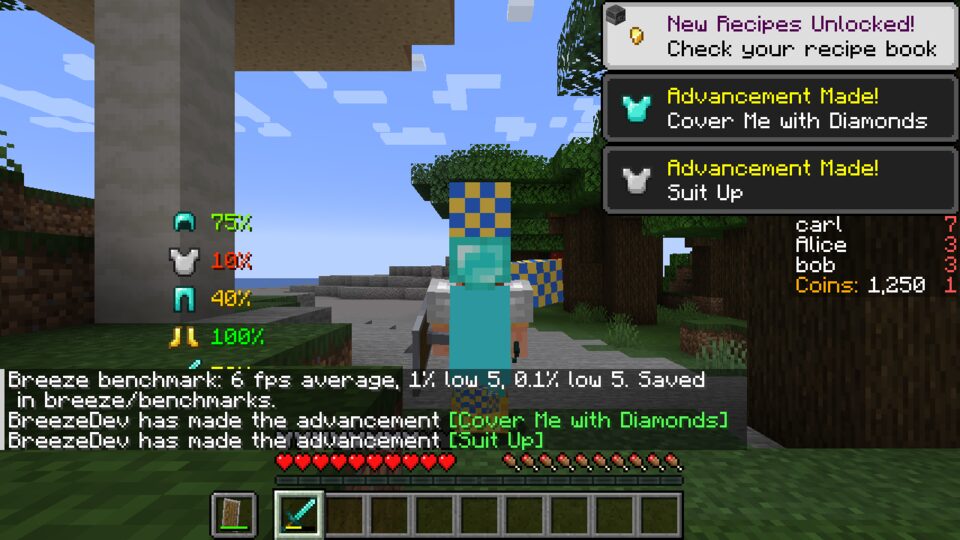 New Recipes Unlocked!
Check your recipe book
Advancement Made!
Cover Me with Diamonds
Advancement Made!
Suit Up
75%
10%
40%
100%
carl 7
Alice 3
bob 3
Coins: 1,250 1
Breeze benchmark: 6 fps average, 1% low 5, 0.1% low 5. Saved
in breeze/benchmarks.
BreezeDev has made the advancement [Cover Me with Diamonds]
BreezeDev has made the advancement [Suit Up]